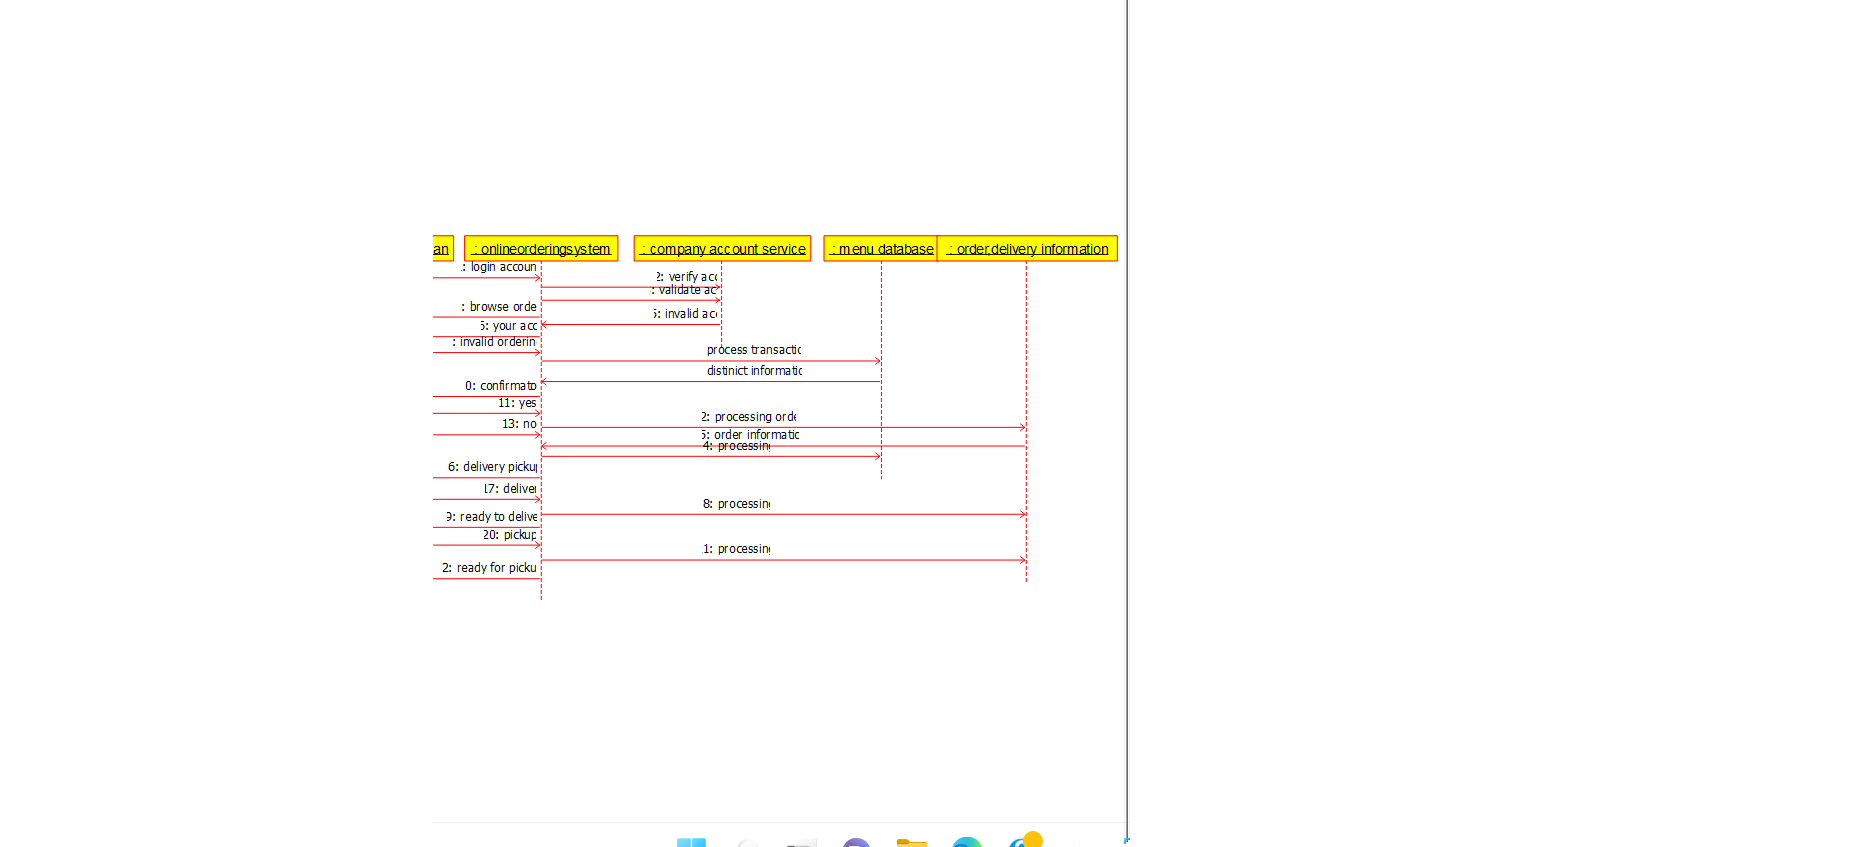 an
: onlineorderingsystem
: company account service
: menu database
: order,delivery information
: login accoun
2: verify acc
: validate ac
: browse orde
5: invalid acc
5: your acc
: invalid orderin
process transactic
distinict informatic
0: confirmato
11: yes
2: processing orde
13: no
5: order informatic
4: processin
6: delivery picku
17: deliver
8: processin
9: ready to delive
20: pickup
1: processin
2: ready for picku